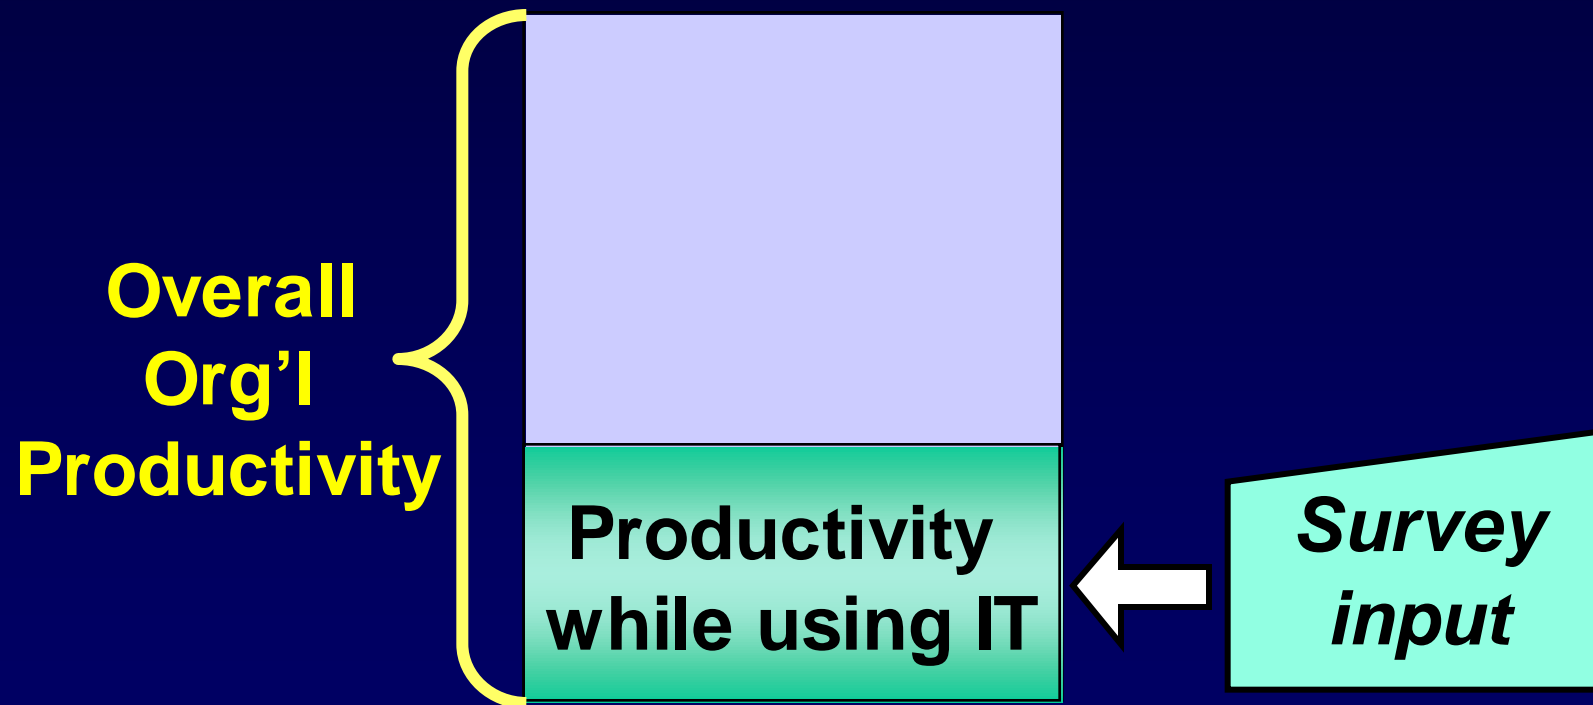 Overall
Org’l
Productivity
Productivity
while using IT
Survey
input